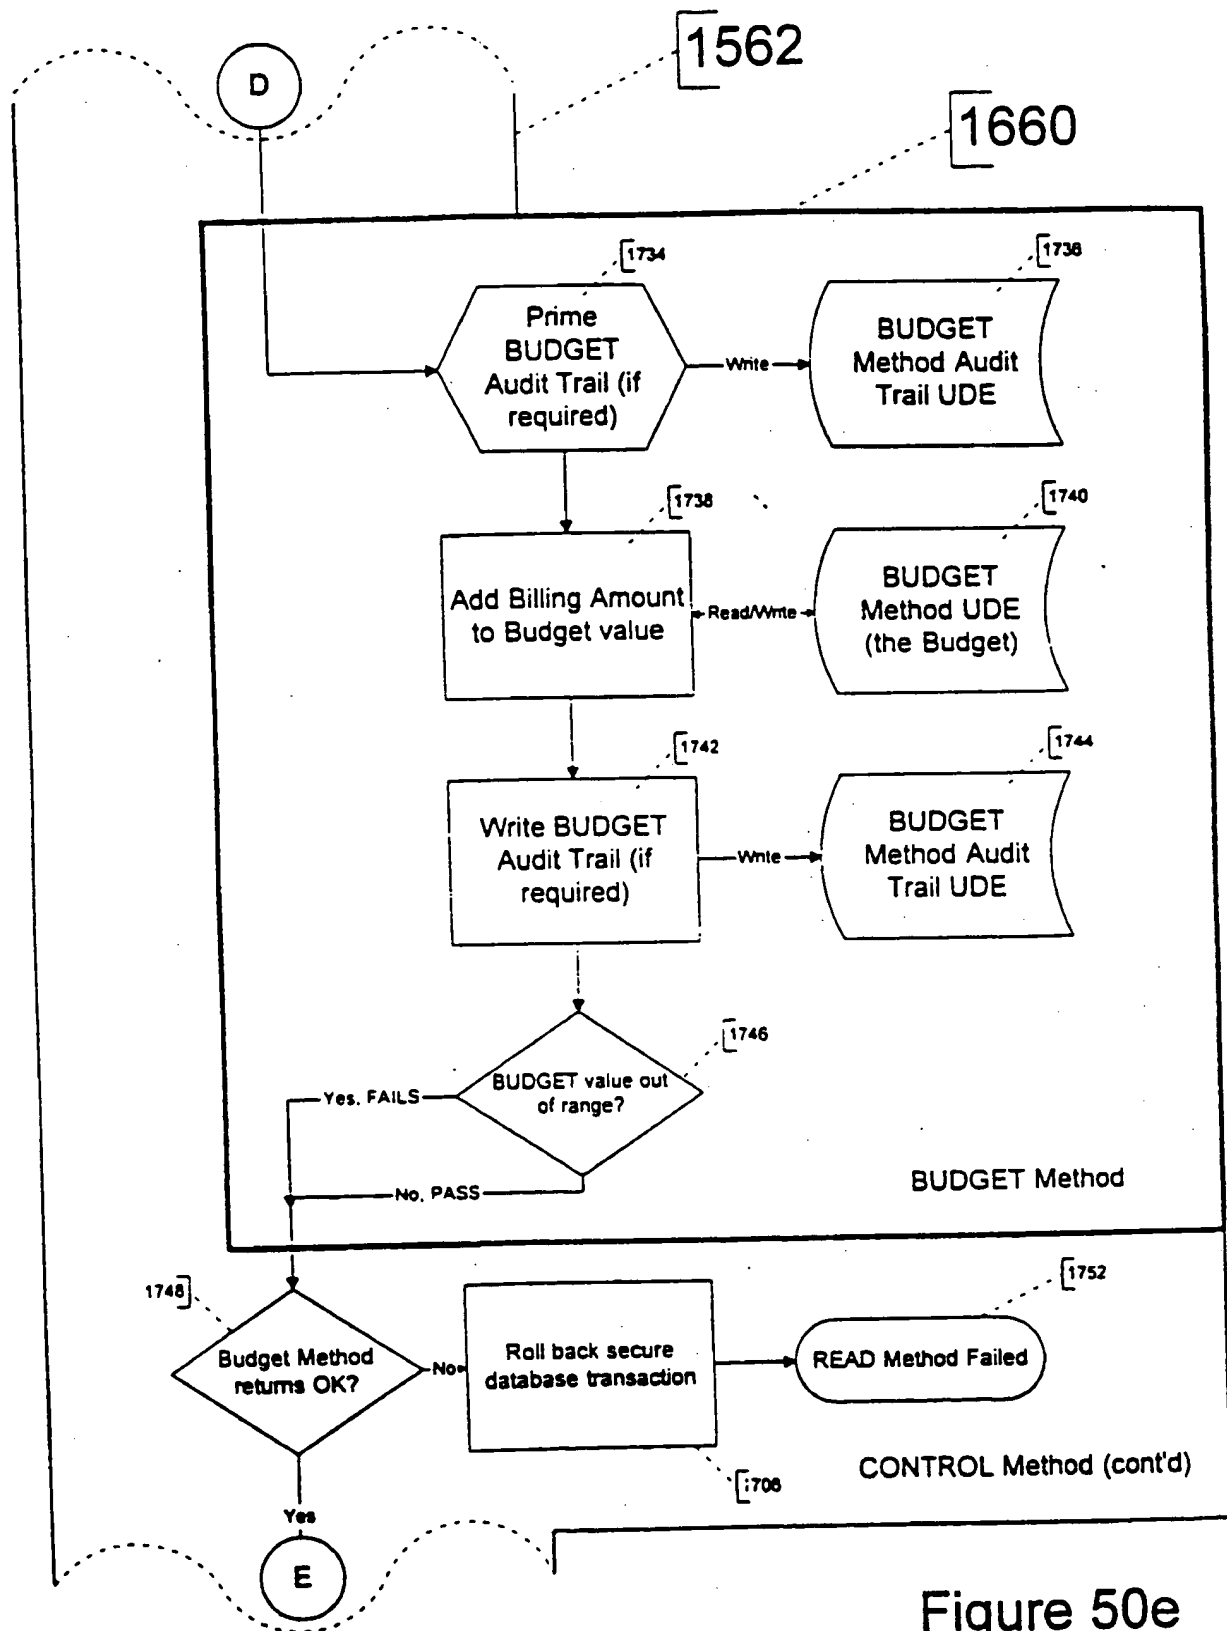 D
1562
1660
1734
Prime
BUDGET
Audit Trail (if
required)
Write
1736
BUDGET
Method Audit
Trail UDE
1738
Add Billing Amount
to Budget value
Read/Write
1740
BUDGET
Method UDE
(the Budget)
1742
Write BUDGET
Audit Trail (if
required)
Write
1744
BUDGET
Method Audit
Trail UDE
1746
BUDGET value out
of range?
Yes, FAILS
No, PASS
BUDGET Method
1748
Budget Method
returns OK?
No
Roll back secure
database transaction
1752
READ Method Failed
CONTROL Method (cont'd)
Yes
E
Figure 50e